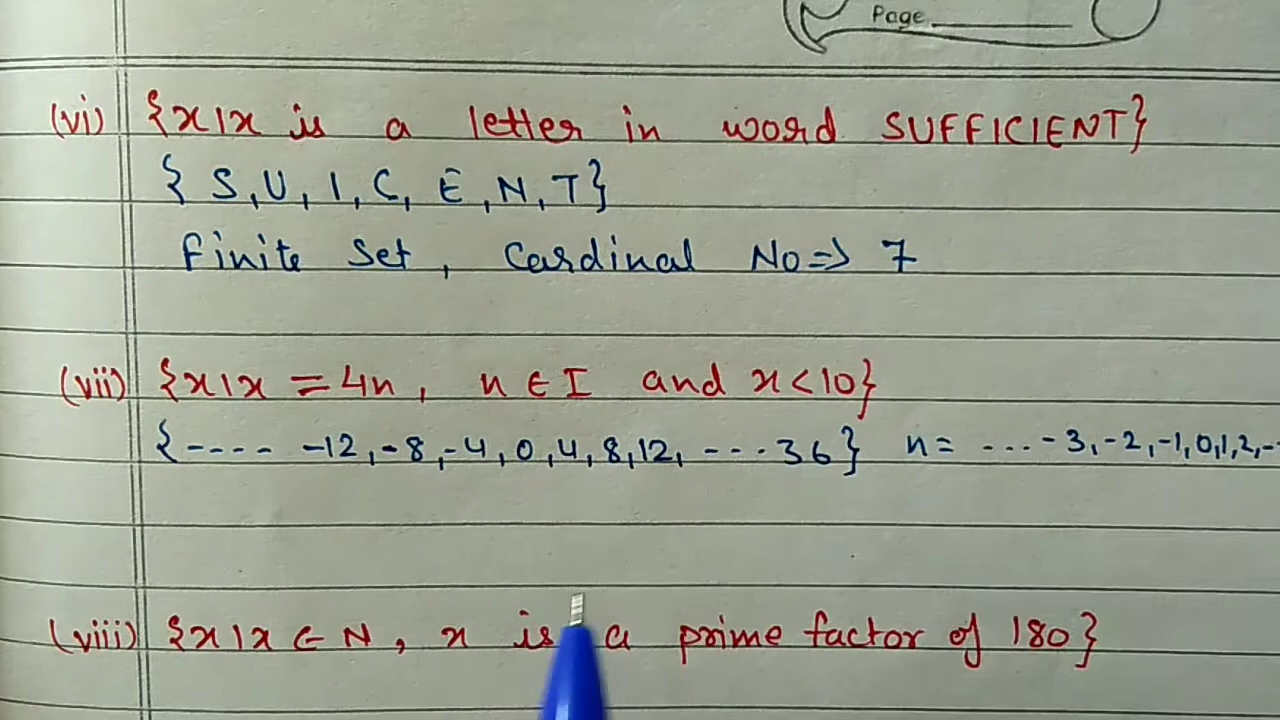 Page
(vi) {x|x is a letter in word SUFFICIENT}
{ S, U, I, C, E, N, T}
Finite Set, Cardinal No => 7
(vii) {x|x = 4n, n ∈ I and x < 10}
{---- -12, -8, -4, 0, 4, 8, 12, --- 36} n = ... -3, -2, -1, 0, 1, 2, --
(viii) {x|x ∈ N, x is a prime factor of 180}